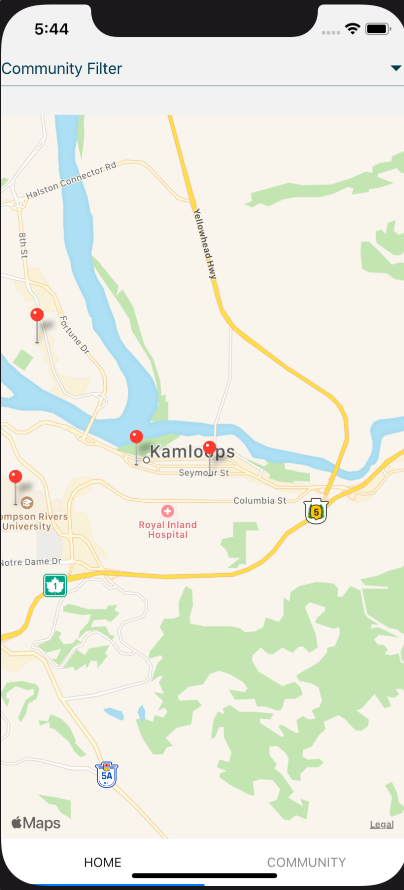 5:44
Community Filter
Halston Connector Rd
8th St
Yellowhead Hwy
Fortune Dr
Kamloops
Seymour St
Columbia St
5
ompson Rivers
University
Royal Inland
Hospital
Notre Dame Dr
1
5A
Maps
Legal
HOME
COMMUNITY